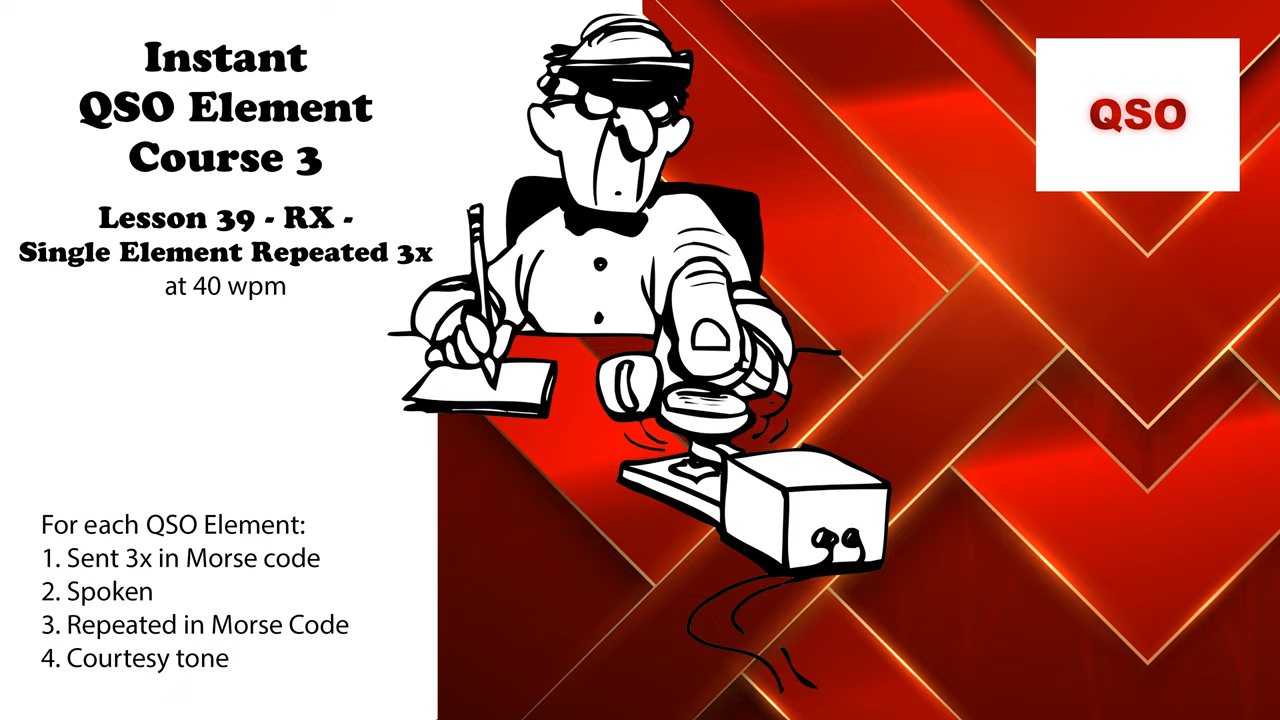 Instant
QSO Element
Course 3
Lesson 39 - RX -
Single Element Repeated 3x
at 40 wpm
QSO
For each QSO Element:
1. Sent 3x in Morse code
2. Spoken
3. Repeated in Morse Code
4. Courtesy tone